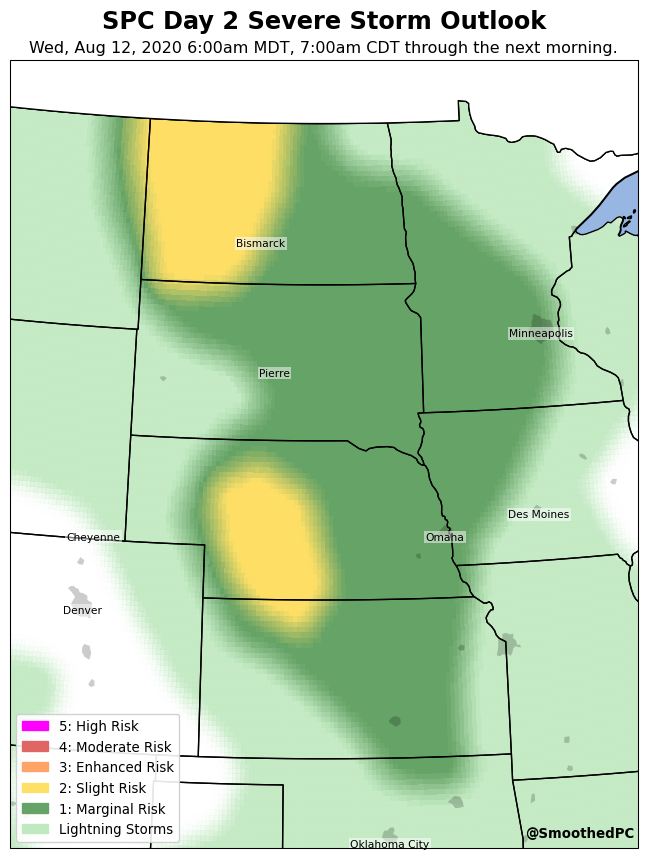 SPC Day 2 Severe Storm Outlook
Wed, Aug 12, 2020 6:00am MDT, 7:00am CDT through the next morning.
Bismarck
Minneapolis
Pierre
Des Moines
Cheyenne
Omaha
Denver
5: High Risk
4: Moderate Risk
3: Enhanced Risk
2: Slight Risk
1: Marginal Risk
Lightning Storms
@SmoothedPC
Oklahoma City